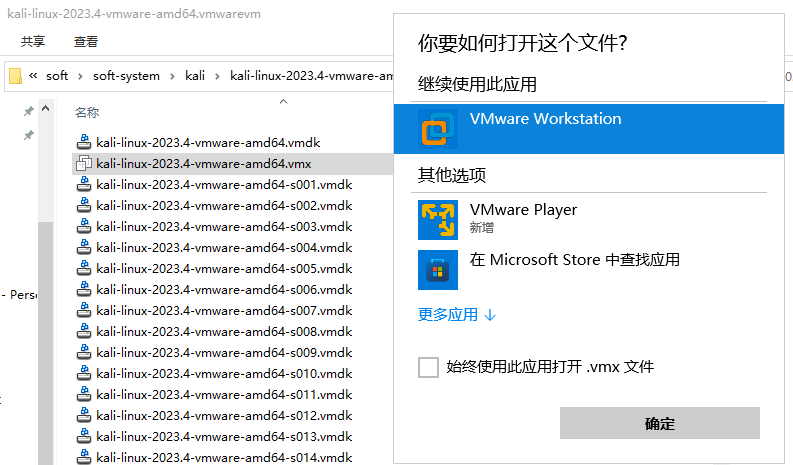 kali-linux-2023.4-vmware-amd64.vmwarevm
共享 查看
« soft › soft-system › kali › kali-linux-2023.4-vmware-am
名称
kali-linux-2023.4-vmware-amd64.vmdk
kali-linux-2023.4-vmware-amd64.vmx
kali-linux-2023.4-vmware-amd64-s001.vmdk
kali-linux-2023.4-vmware-amd64-s002.vmdk
kali-linux-2023.4-vmware-amd64-s003.vmdk
kali-linux-2023.4-vmware-amd64-s004.vmdk
kali-linux-2023.4-vmware-amd64-s005.vmdk
kali-linux-2023.4-vmware-amd64-s006.vmdk
- Perso
kali-linux-2023.4-vmware-amd64-s007.vmdk
kali-linux-2023.4-vmware-amd64-s008.vmdk
kali-linux-2023.4-vmware-amd64-s009.vmdk
kali-linux-2023.4-vmware-amd64-s010.vmdk
kali-linux-2023.4-vmware-amd64-s011.vmdk
kali-linux-2023.4-vmware-amd64-s012.vmdk
kali-linux-2023.4-vmware-amd64-s013.vmdk
kali-linux-2023.4-vmware-amd64-s014.vmdk
你要如何打开这个文件?
继续使用此应用
VMware Workstation
其他选项
VMware Player
新增
在 Microsoft Store 中查找应用
更多应用 ↓
始终使用此应用打开 .vmx 文件
确定